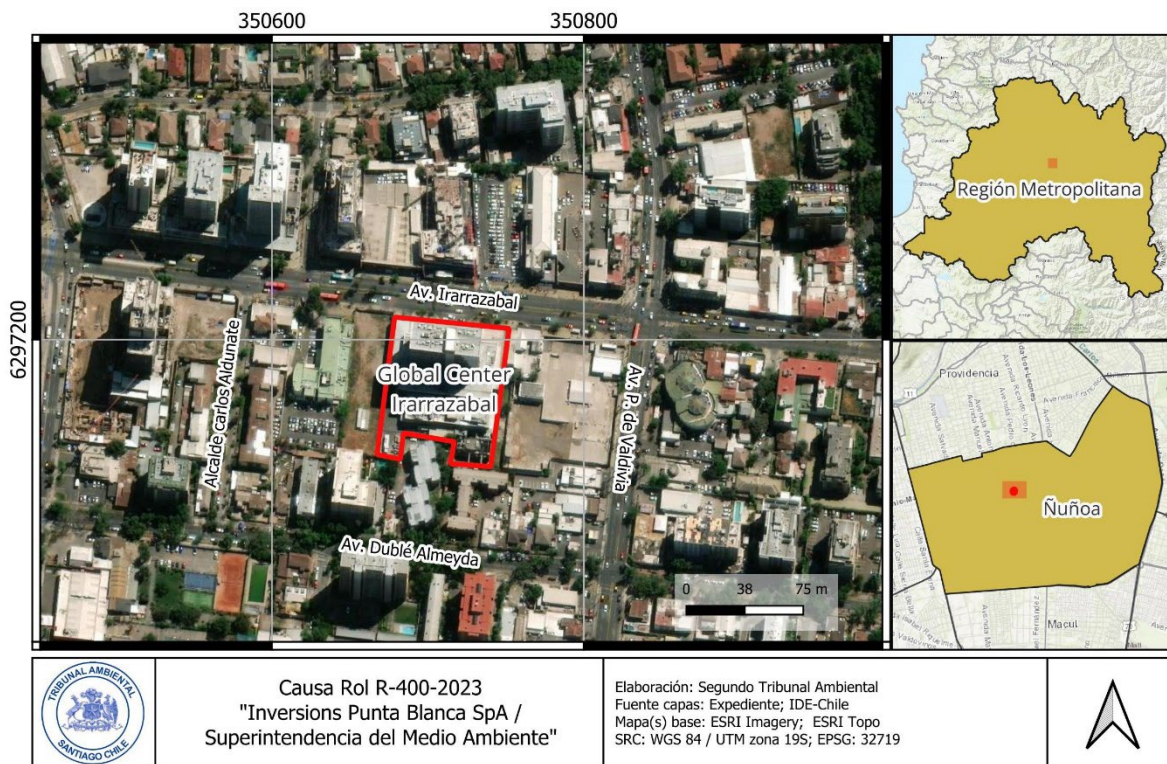 350600
350800
6297200
Av. Irarrazabal
Global Center
Irarrazabal
Alcalde carlos Aldunate
Av. P. de Valdivia
Av. Dublé Almeyda
0 38 75 m
Región Metropolitana
Providencia
Ñuñoa
Macul
TRIBUNAL AMBIENTAL
SANTIAGO CHILE
Causa Rol R-400-2023
"Inversions Punta Blanca SpA /
Superintendencia del Medio Ambiente"
Elaboración: Segundo Tribunal Ambiental
Fuente capas: Expediente; IDE-Chile
Mapa(s) base: ESRI Imagery; ESRI Topo
SRC: WGS 84 / UTM zona 19S; EPSG: 32719